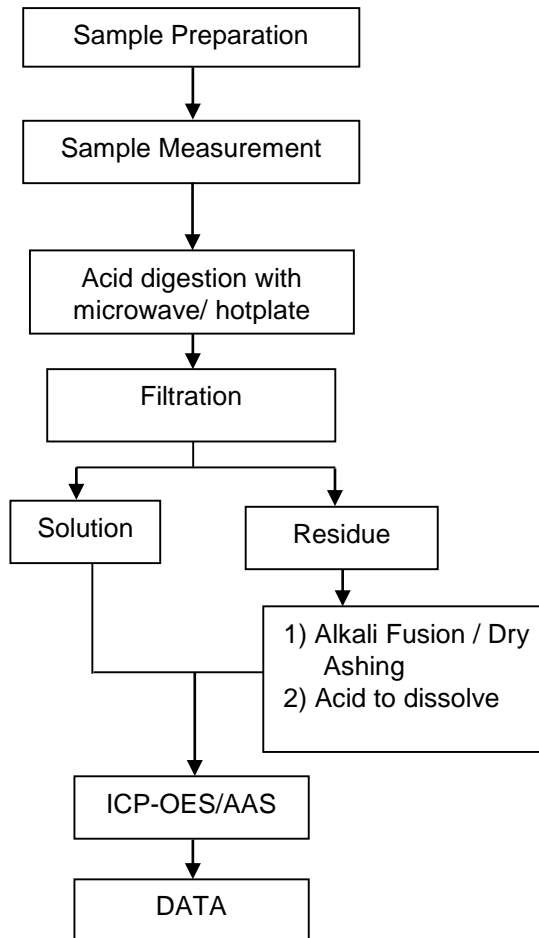 Sample Preparation
Sample Measurement
Acid digestion with
microwave/ hotplate
Filtration
Solution
Residue
1) Alkali Fusion / Dry
Ashing
2) Acid to dissolve
ICP-OES/AAS
DATA